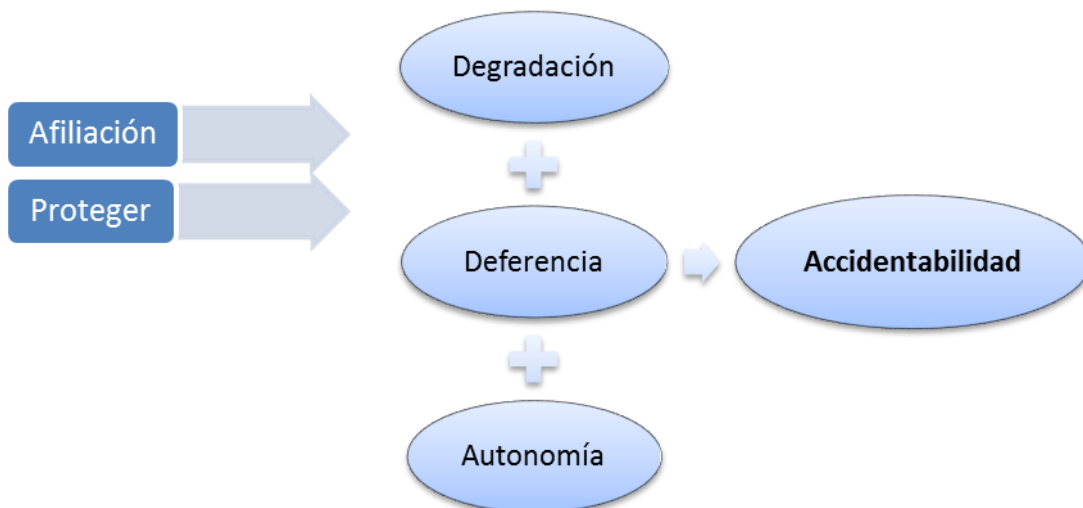 Degradación
Afiliación
Proteger
Deferencia
Accidentabilidad
Autonomía